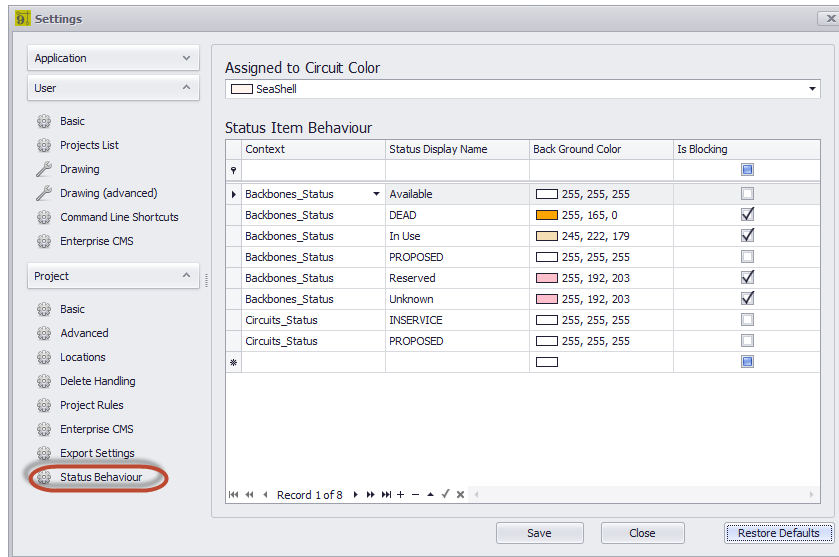 Settings
Application
User
Basic
Projects List
Drawing
Drawing (advanced)
Command Line Shortcuts
Enterprise CMS
Project
Basic
Advanced
Locations
Delete Handling
Project Rules
Enterprise CMS
Export Settings
Status Behaviour
Assigned to Circuit Color
SeaShell
Status Item Behaviour
Context Status Display Name Back Ground Color Is Blocking
Backbones_Status Available 255, 255, 255
Backbones_Status DEAD 255, 165, 0
Backbones_Status In Use 245, 222, 179
Backbones_Status PROPOSED 255, 255, 255
Backbones_Status Reserved 255, 192, 203
Backbones_Status Unknown 255, 192, 203
Circuits_Status INSERVICE 255, 255, 255
Circuits_Status PROPOSED 255, 255, 255
Record 1 of 8
Save Close Restore Defaults